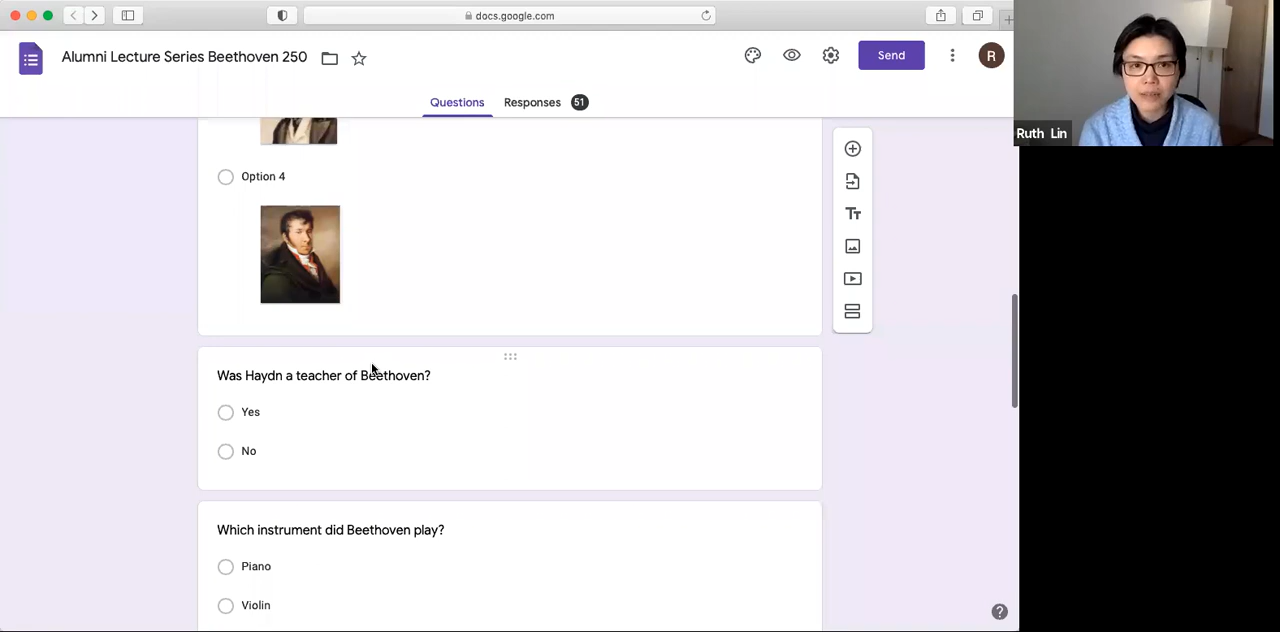 docs.google.com
Alumni Lecture Series Beethoven 250
Send
R
Questions
Responses 51
Ruth Lin
Option 4
Was Haydn a teacher of Beethoven?
Yes
No
Which instrument did Beethoven play?
Piano
Violin